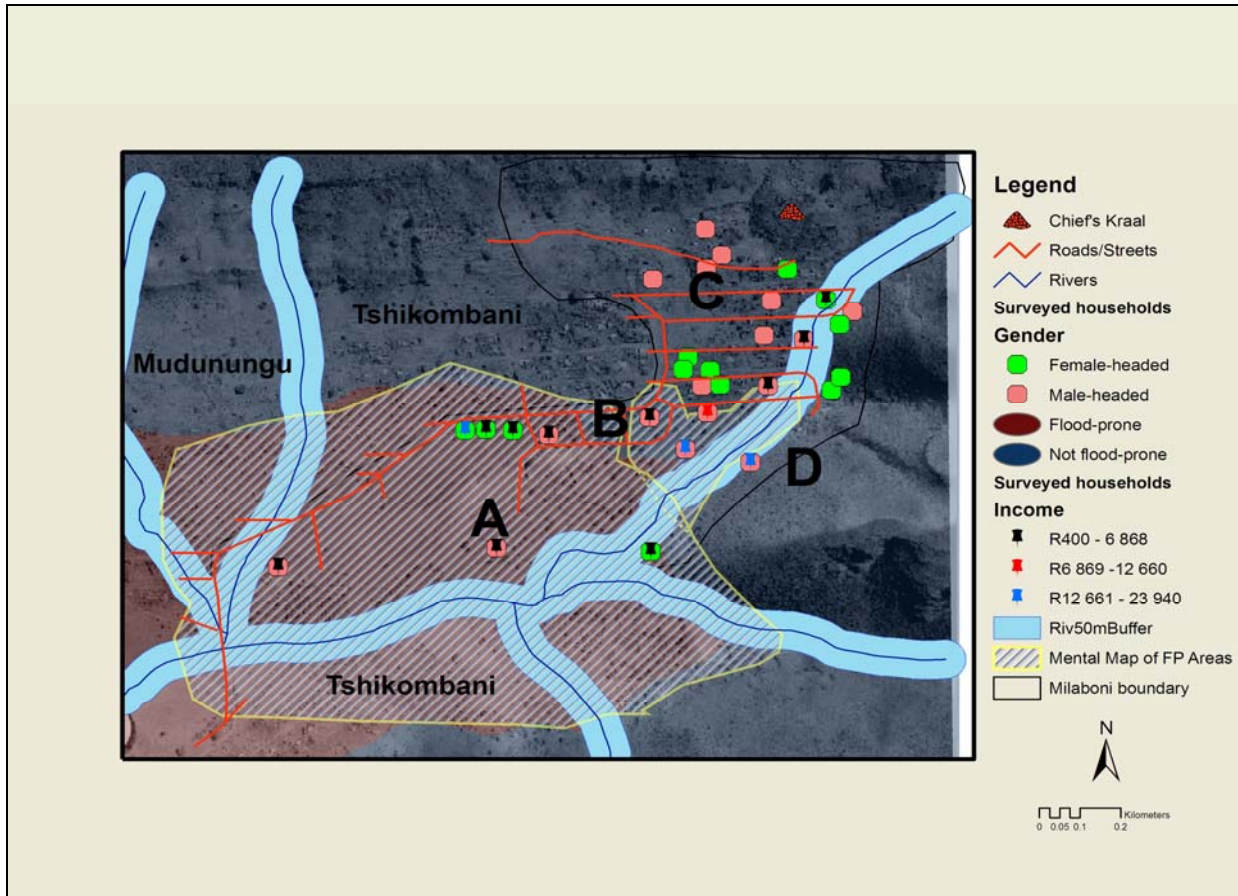 Tshikombani
Mudunungu
C
B
D
A
Tshikombani
Legend
Chief's Kraal
Roads/Streets
Rivers
Surveyed households
Gender
Female-headed
Male-headed
Flood-prone
Not flood-prone
Surveyed households
Income
R400 - 6 868
R6 869 -12 660
R12 661 - 23 940
Riv50mBuffer
Mental Map of FP Areas
Milaboni boundary
N
Kilometers
0 0.05 0.1 0.2